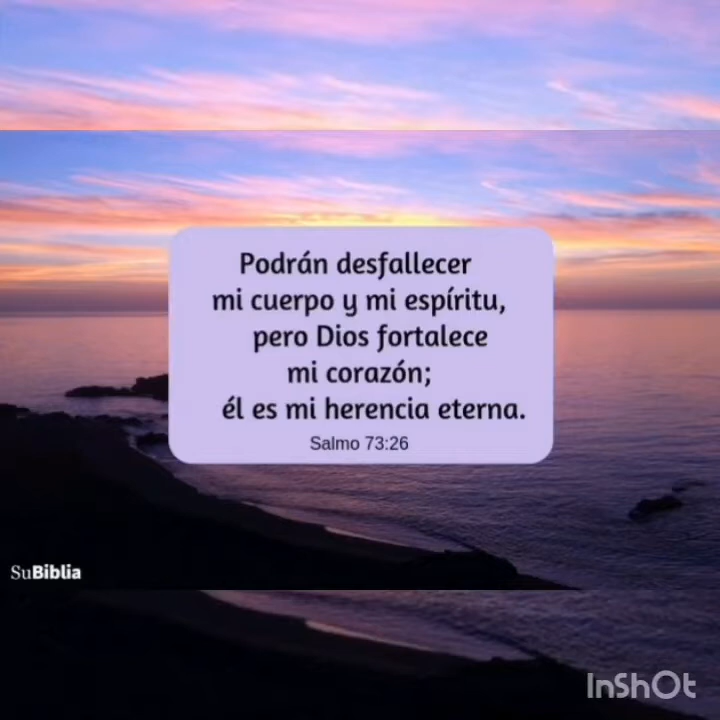 Podrán desfallecer
mi cuerpo y mi espíritu,
pero Dios fortalece
mi corazón;
él es mi herencia eterna.
Salmo 73:26
SuBiblia
InShOt